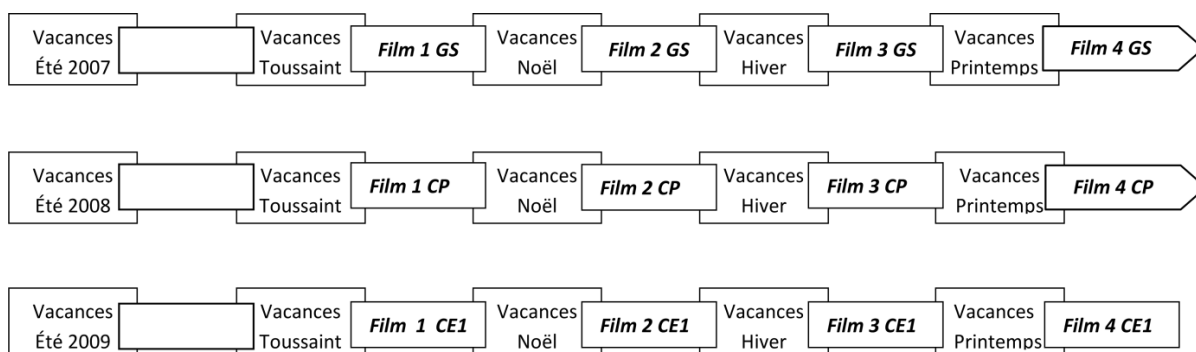 Vacances Vacances Vacances Vacances Vacances
Film 1 GS Film 2 GS Film 3 GS Film 4 GS
Été 2007 Toussaint Noël Hiver Printemps
Vacances Vacances Vacances Vacances Vacances
Film 1 CP Film 2 CP Film 3 CP Film 4 CP
Été 2008 Toussaint Noël Hiver Printemps
Vacances Vacances Vacances Vacances Vacances
Film 1 CE1 Film 2 CE1 Film 3 CE1 Film 4 CE1
Été 2009 Toussaint Noël Hiver Printemps